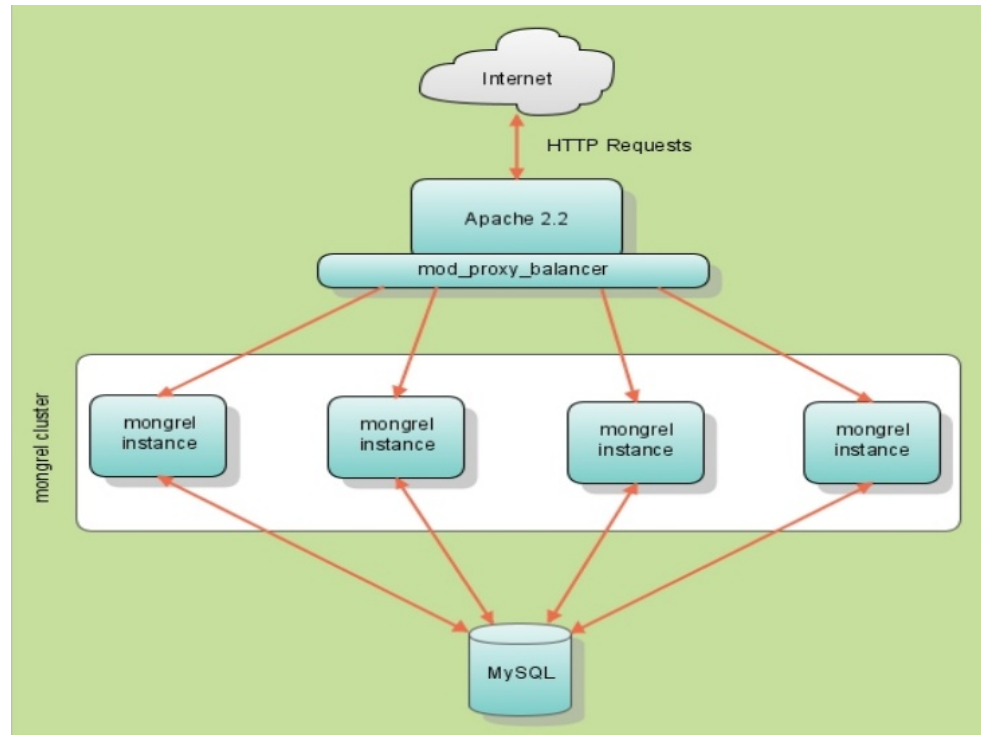 Internet
HTTP Requests
Apache 2.2
mod_proxy_balancer
mongrel cluster
mongrel
instance
mongrel
instance
mongrel
instance
mongrel
instance
MySQL